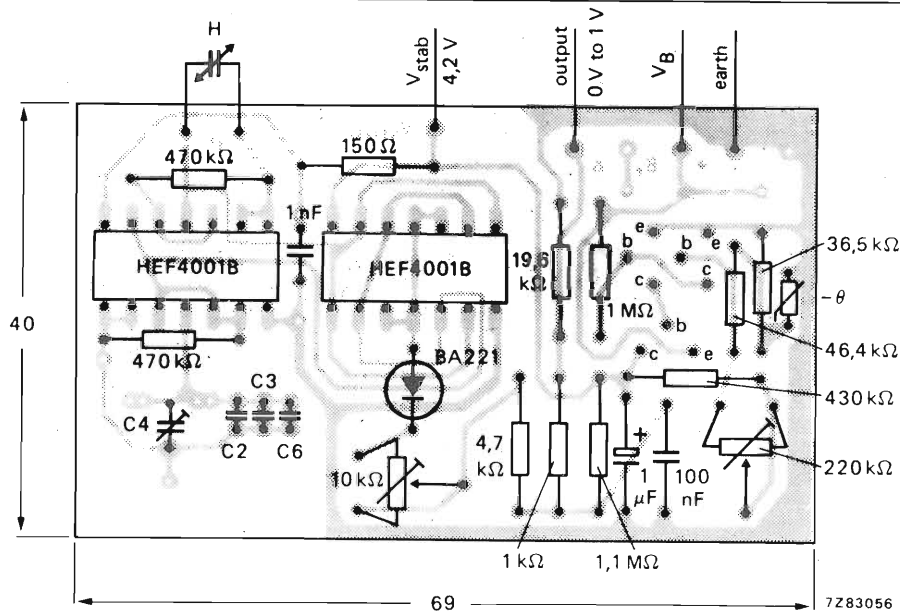 H
V stab
4,2 V
output
0 V to 1 V
V B
earth
470 kΩ
150 Ω
1 nF
HEF4001B
HEF4001B
19,6
kΩ
1 MΩ
e
b
b
e
c
c
b
c
e
36,5 kΩ
-θ
46,4 kΩ
40
470 kΩ
BA221
430 kΩ
C4
C3
C2
C6
10 kΩ
4,7
kΩ
+
1
μF
100
nF
220 kΩ
1 kΩ
1,1 MΩ
69
7Z83056